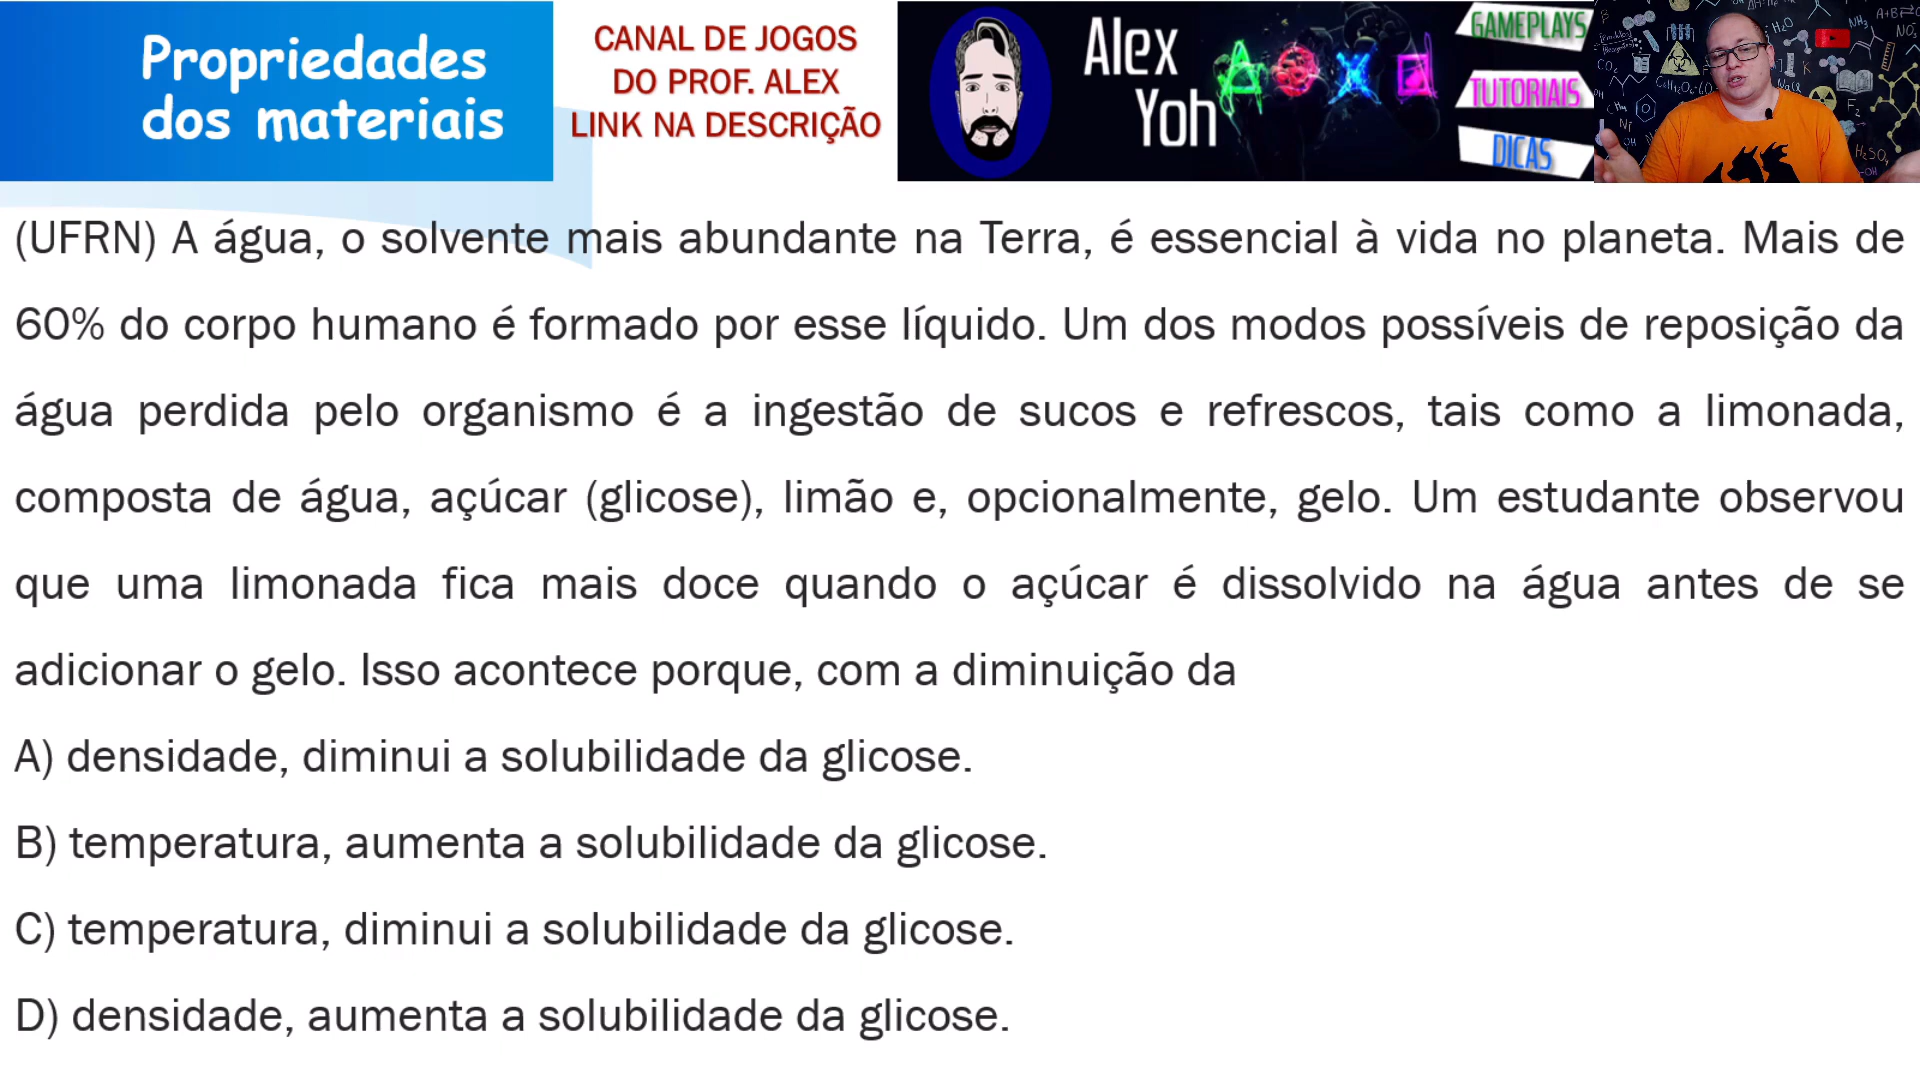 Propriedades
dos materiais
CANAL DE JOGOS
DO PROF. ALEX
LINK NA DESCRIÇÃO
Alex
Yoh
GAMEPLAYS
TUTORIAIS
DICAS
(UFRN) A água, o solvente mais abundante na Terra, é essencial à vida no planeta. Mais de
60% do corpo humano é formado por esse líquido. Um dos modos possíveis de reposição da
água perdida pelo organismo é a ingestão de sucos e refrescos, tais como a limonada,
composta de água, açúcar (glicose), limão e, opcionalmente, gelo. Um estudante observou
que uma limonada fica mais doce quando o açúcar é dissolvido na água antes de se
adicionar o gelo. Isso acontece porque, com a diminuição da
A) densidade, diminui a solubilidade da glicose.
B) temperatura, aumenta a solubilidade da glicose.
C) temperatura, diminui a solubilidade da glicose.
D) densidade, aumenta a solubilidade da glicose.